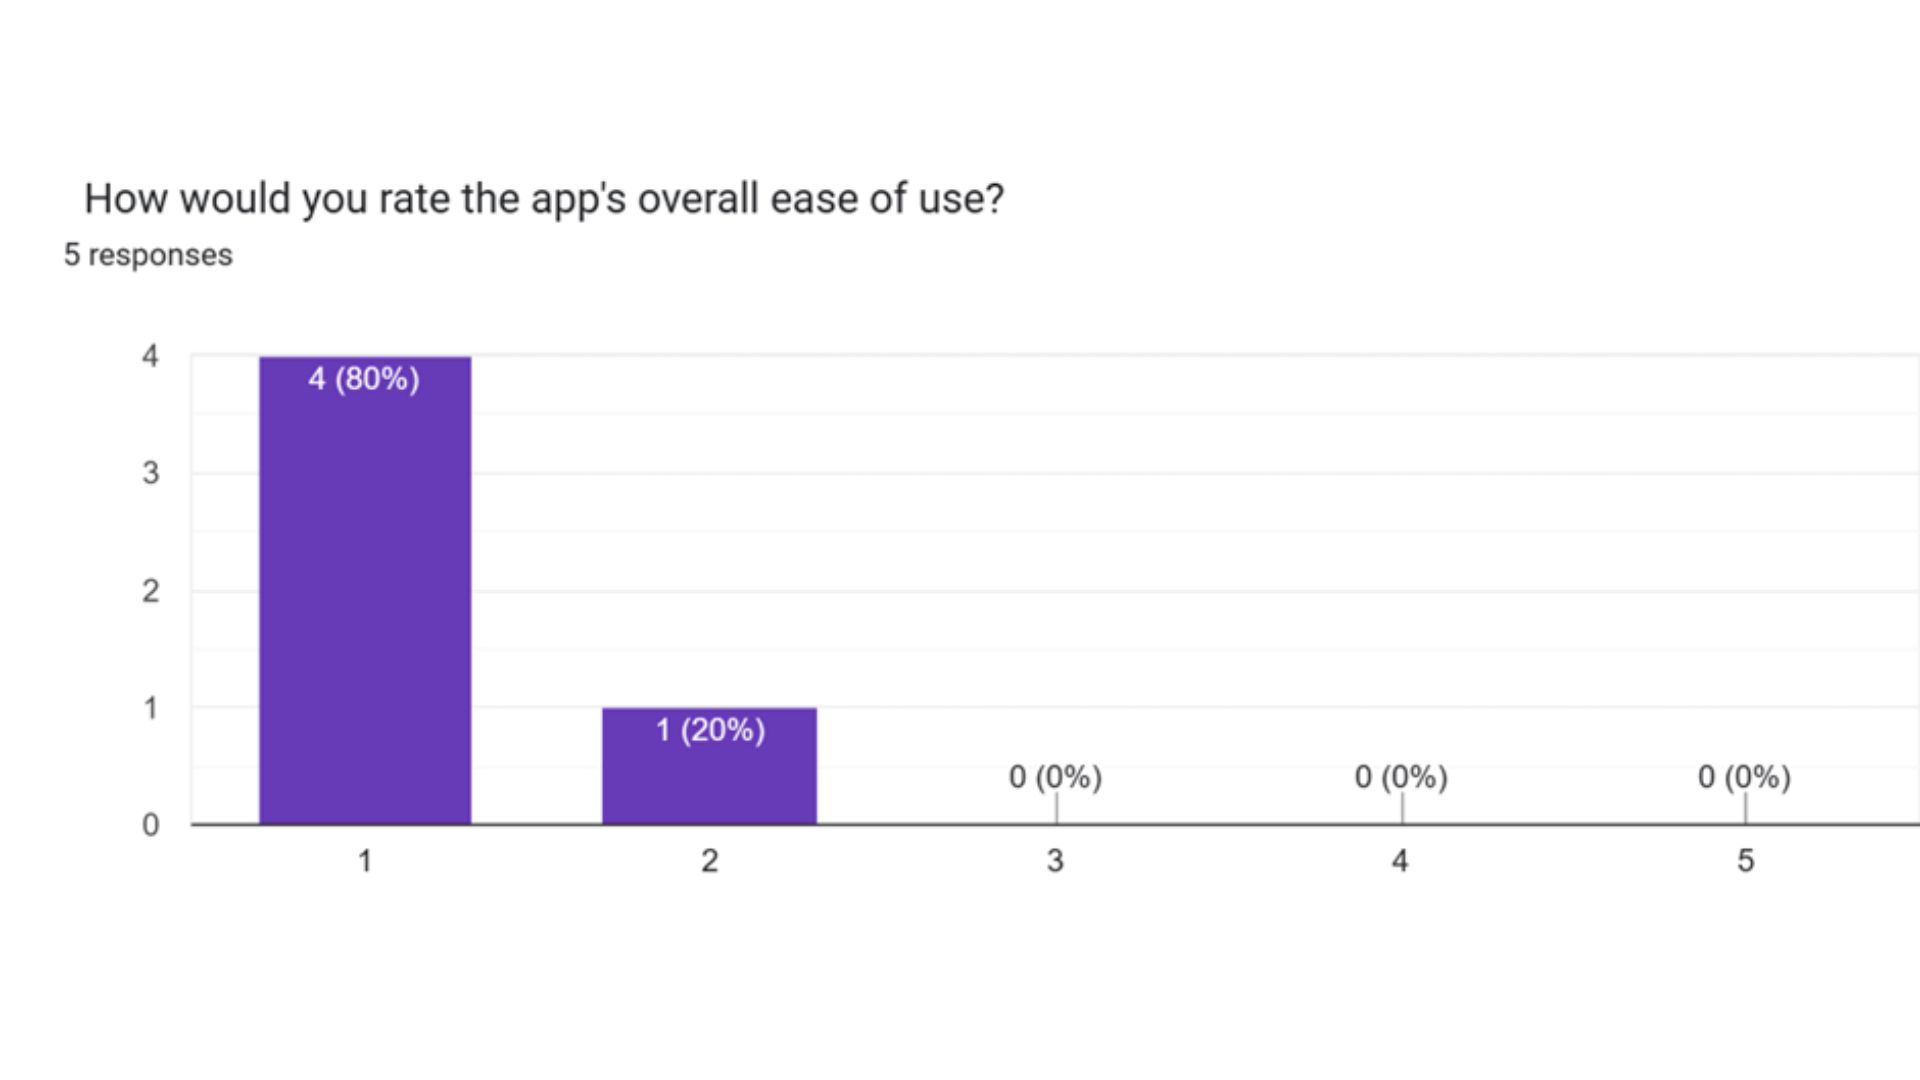 How would you rate the app's overall ease of use?
5 responses
4
4 (80%)
3
2
1
1 (20%)
0 (0%) 0 (0%) 0 (0%)
0
1 2 3 4 5